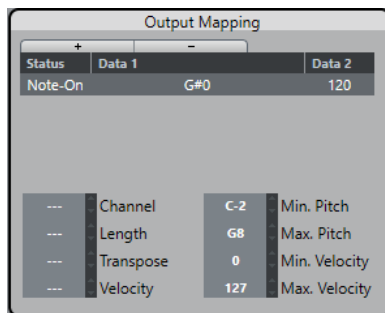 Output Mapping
+ −
Status Data 1 Data 2
Note-On G#0 120
--- Channel C-2 Min. Pitch
--- Length G8 Max. Pitch
--- Transpose 0 Min. Velocity
--- Velocity 127 Max. Velocity